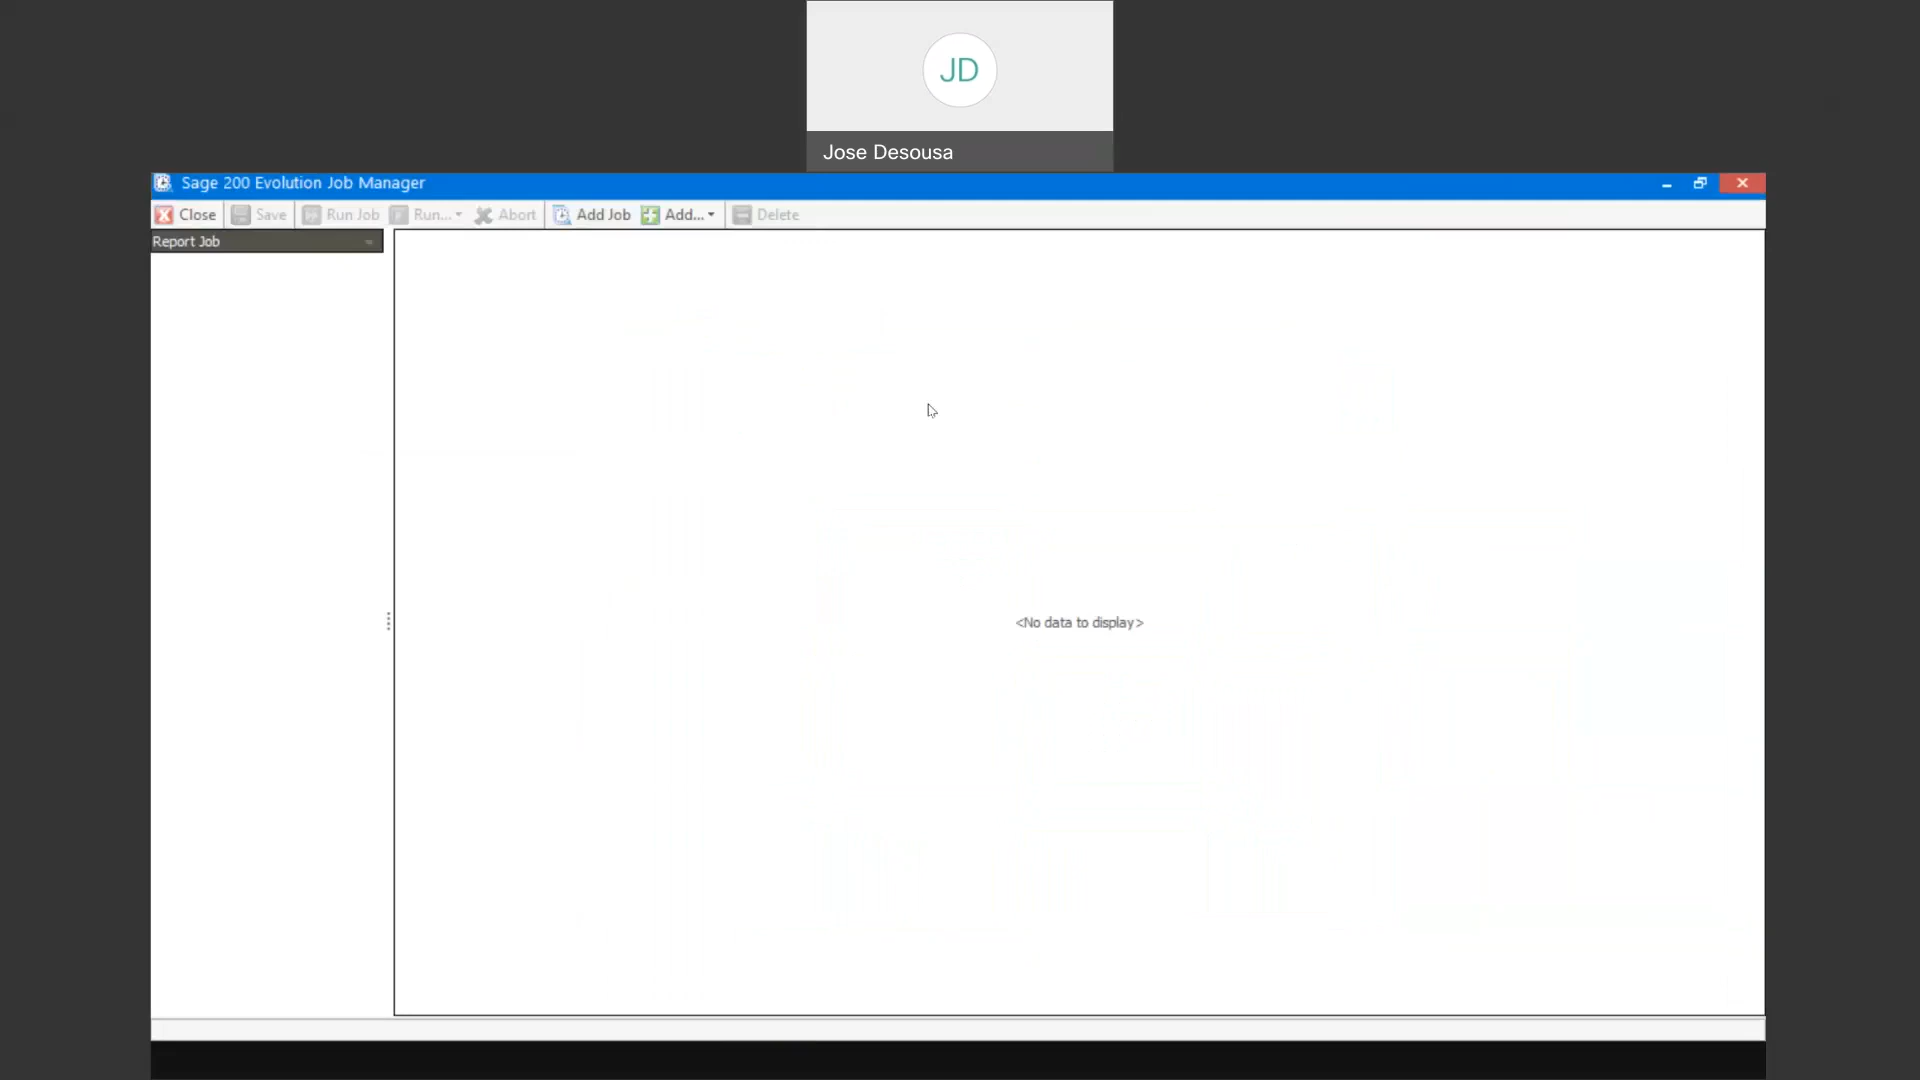 JD
Jose Desousa
Sage 200 Evolution Job Manager
Close Save Run Job Run... Abort Add Job Add... Delete
Report Job
<No data to display>